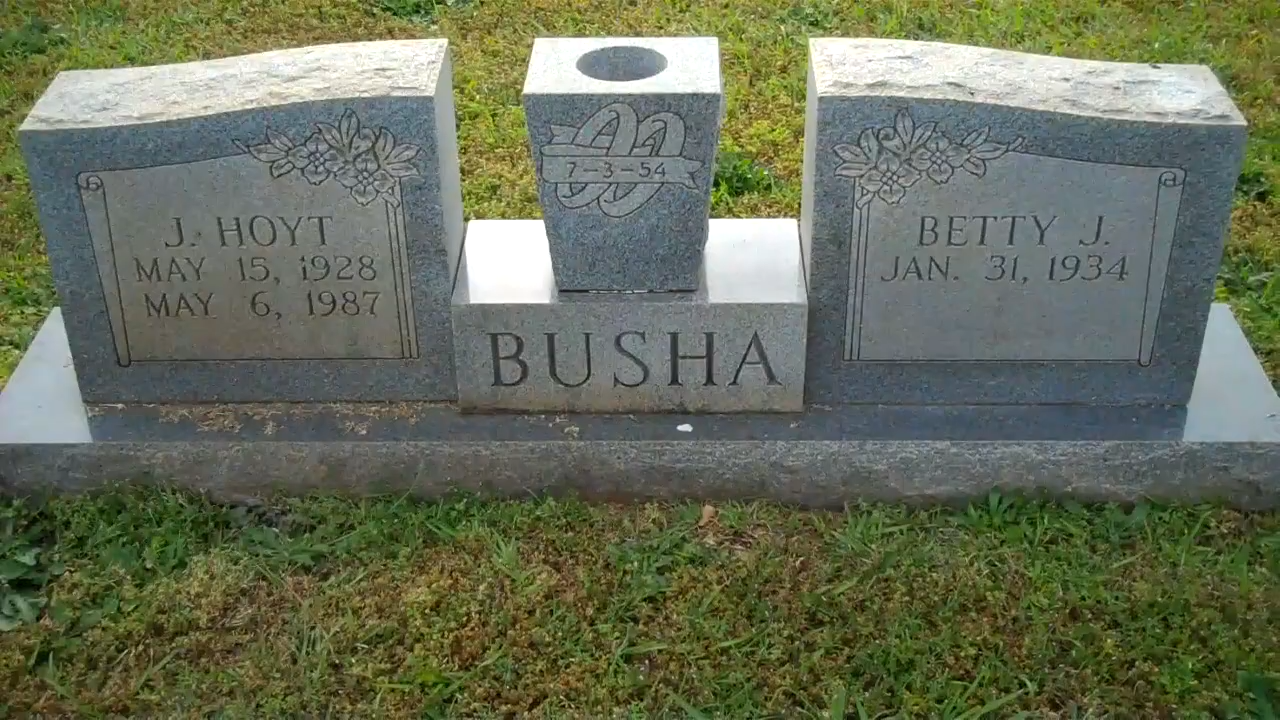 J. HOYT
MAY 15, 1928
MAY 6, 1987
7-3-54
BUSHA
BETTY J.
JAN. 31, 1934